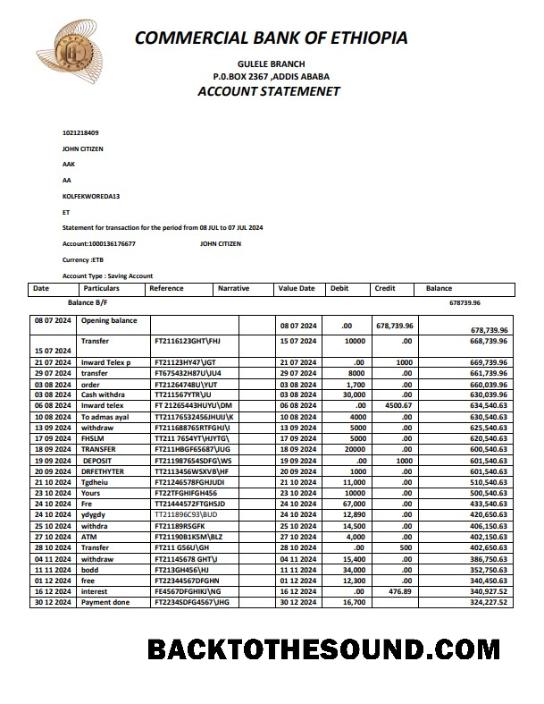 COMMERCIAL BANK OF ETHIOPIA
GULELE BRANCH
P.0.BOX 2367 ,ADDIS ABABA
ACCOUNT STATEMENET
1021218409
JOHN CITIZEN
AAK
AA
KOLFEKWOREDA13
ET
Statement for transaction for the period from 08 JUL to 07 JUL 2024
Account:1000136176677 JOHN CITIZEN
Currency :ETB
Account Type : Saving Account
Date Particulars Reference Narrative Value Date Debit Credit Balance
Balance B/F 678739.96
08 07 2024 Opening balance 08 07 2024 .00 678,739.96 678,739.96
15 07 2024 Transfer FT2116123GHT\FHJ 15 07 2024 10000 .00 668,739.96
21 07 2024 Inward Telex p FT21123HY47\JGT 21 07 2024 .00 1000 669,739.96
29 07 2024 transfer FT675432H87U\JU4 29 07 2024 8000 .00 661,739.96
03 08 2024 order FT2126474BU\YUT 03 08 2024 1,700 .00 660,039.96
03 08 2024 Cash withdra TT211567YTR\JU 03 08 2024 30,000 .00 630,039.96
06 08 2024 Inward telex FT 21265443HUYU\DM 06 08 2024 .00 4500.67 634,540.63
10 08 2024 To admas ayal TT2176532456JHUIJ\K 10 08 2024 4000 .00 630,540.63
13 09 2024 withdraw FT211688765RTFGHJ\I 13 09 2024 5000 .00 625,540.63
17 09 2024 FHSLM TT211 7654YT\HJYTG\ 17 09 2024 5000 .00 620,540.63
18 09 2024 TRANSFER FT211HBGF65687\UG 18 09 2024 20000 .00 600,540.63
19 09 2024 DEPOSIT FT211987654SDFG\WS 19 09 2024 .00 1000 601,540.63
20 09 2024 DRFETHYTER FT2113456WSXVB\HF 20 09 2024 1000 .00 601,540.63
21 10 2024 Tgdheiu FT21246578FGHJUDI 21 10 2024 11,000 .00 510,540.63
23 10 2024 Yours FT22TFGHIFGH456 23 10 2024 10000 .00 500,540.63
24 10 2024 Fre TT21444572FTGHSJD 24 10 2024 67,000 .00 433,540.63
24 10 2024 ydygdy TT211896C93\BUD 24 10 2024 12,890 .00 420,650.63
25 10 2024 withdra FT21189R5GFK 25 10 2024 14,500 .00 406,150.63
27 10 2024 ATM FT21190B1K5M\BLZ 27 10 2024 4,000 .00 402,150.63
28 10 2024 Transfer FT211 G56U\GH 28 10 2024 .00 500 402,650.63
04 11 2024 withdraw FT21145678 GHT\J 04 11 2024 15,400 .00 386,750.63
11 11 2024 bodd FT213GH456\HJ 11 11 2024 34,000 .00 352,750.63
01 12 2024 free FT22344567DFGHN 01 12 2024 12,300 .00 340,450.63
16 12 2024 interest FE4567DFGHIKJ\NG 16 12 2024 .00 476.89 340,927.52
30 12 2024 Payment done FT2234SDFG4567\JHG 30 12 2024 16,700 324,227.52
BACKTOTHESOUND.COM